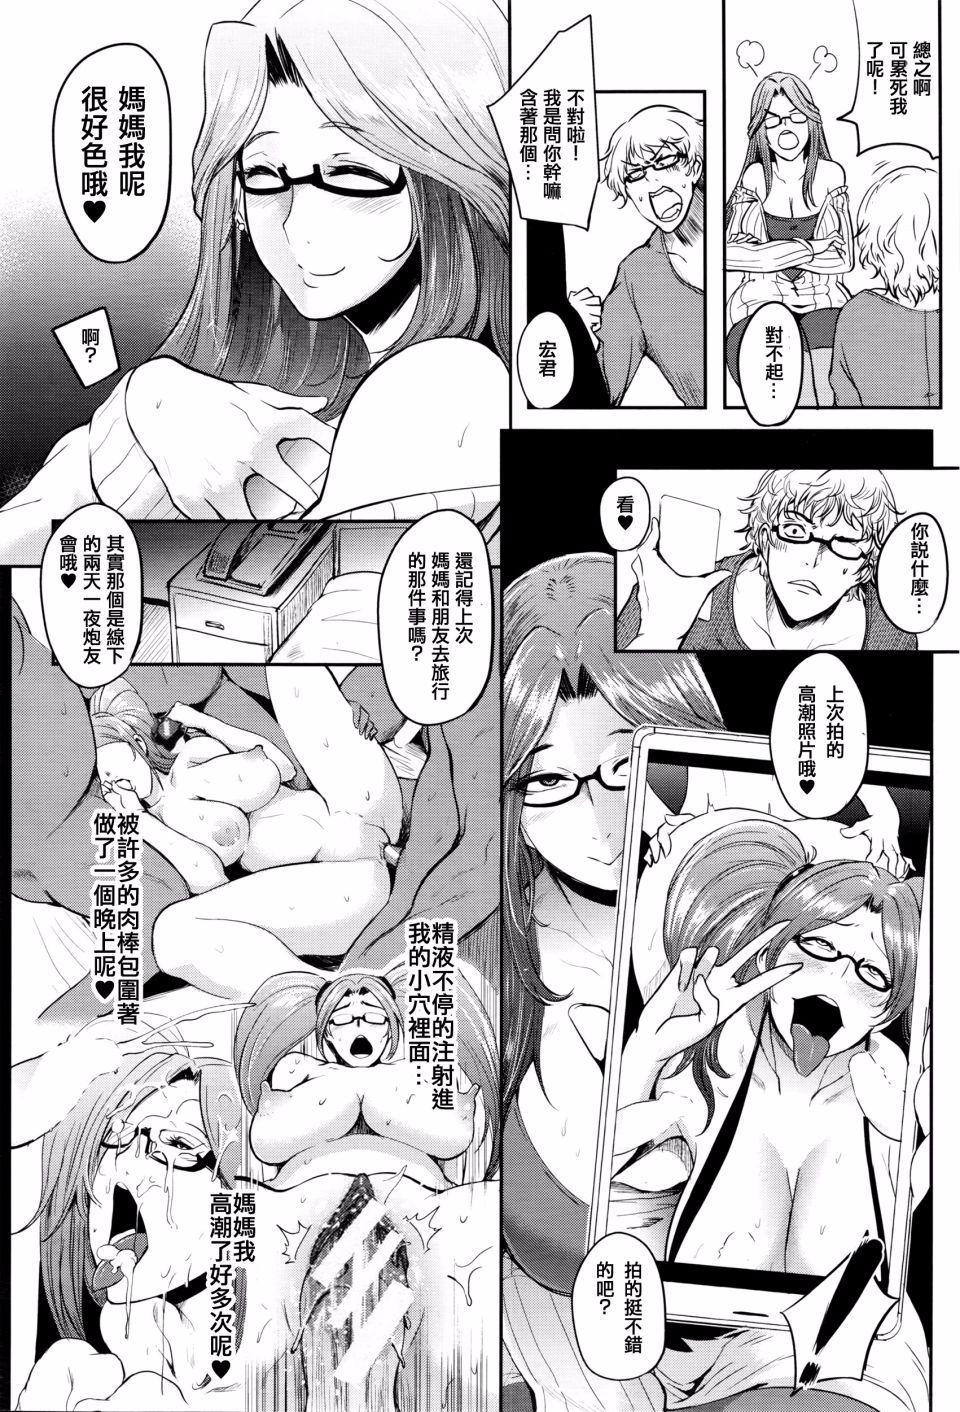 總之啊
可累死我
了呢！
對不起…
不對啦！
我是問你幹嘛
含著那個…
宏君
媽媽我呢
很好色哦♥
啊？
你說什麼…
看♥
上次拍的
高潮照片哦♥
拍的挺不錯
的吧？
還記得上次
媽媽和朋友去旅行
的那件事嗎？
其實那個是線下
的兩天一夜炮友
會哦♥
被許多的肉棒包圍著
做了一個晚上呢♥
精液不停的注射進
我的小穴裡面…
媽媽我
高潮了好多次呢♥